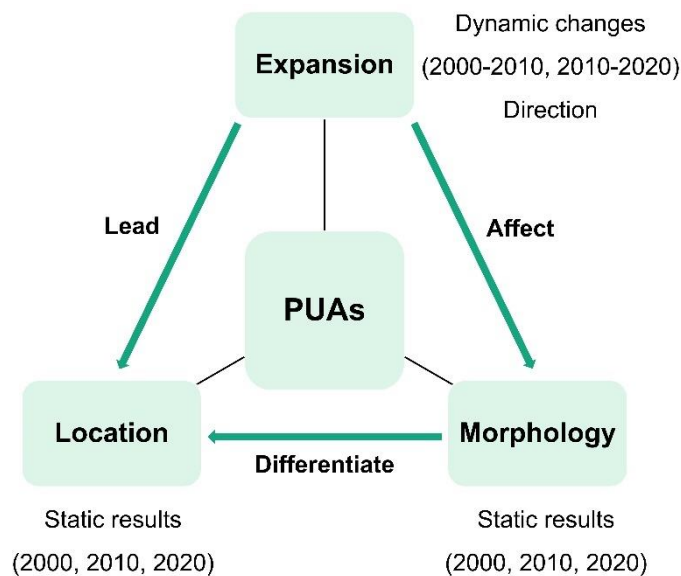 Dynamic changes
Expansion
(2000-2010, 2010-2020)
Direction
Lead
Affect
PUAs
Location
Morphology
Differentiate
Static results
(2000, 2010, 2020)
Static results
(2000, 2010, 2020)